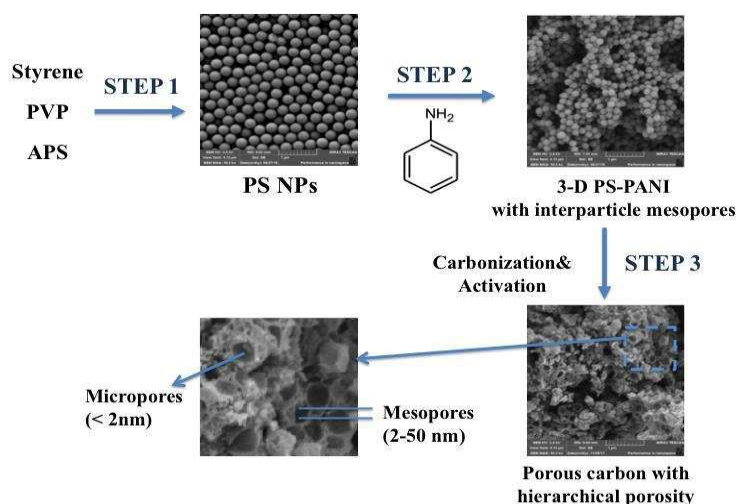 Styrene
PVP
APS
STEP 1
PS NPs
STEP 2
NH₂
3-D PS-PANI
with interparticle mesopores
Carbonization&
Activation
STEP 3
Micropores
(< 2nm)
Mesopores
(2-50 nm)
Porous carbon with
hierarchical porosity